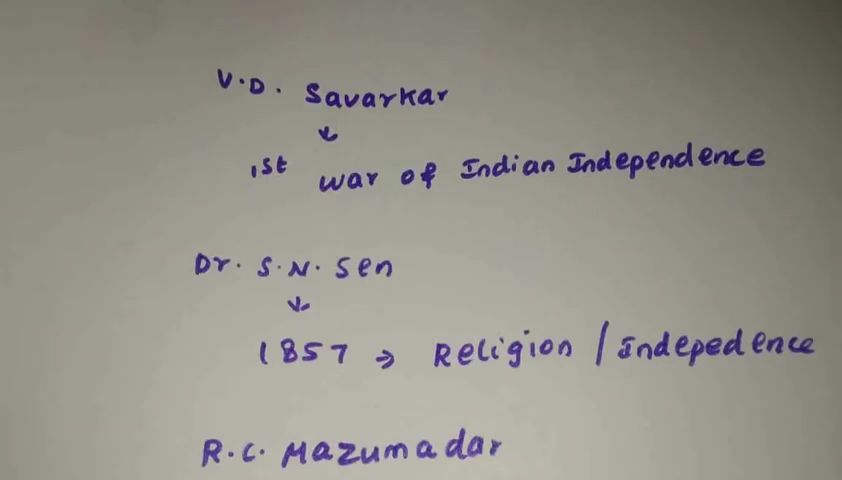 V.D. Savarkar
↓
1st War of Indian Independence
Dr. S.N. Sen
↓
1857 → Religion / Indepedence
R.C. Mazumadar